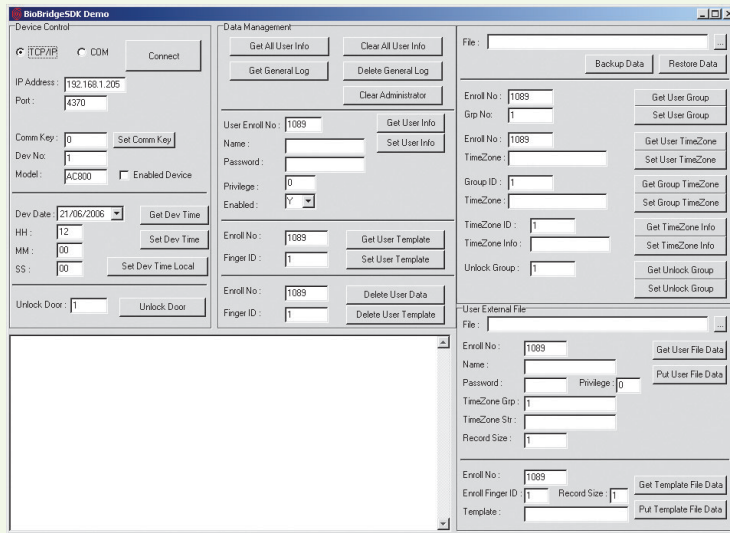 BioBridgeSDK Demo
Device Control
TCP/IP COM Connect
IP Address : 192.168.1.205
Port : 4370
Comm Key : 0 Set Comm Key
Dev No: 1
Model : AC800 Enabled Device
Dev Date : 21/06/2006 Get Dev Time
HH : 12
Set Dev Time
MM : 00
SS : 00 Set Dev Time Local
Unlock Door : 1 Unlock Door
Data Management
Get All User Info Clear All User Info
Get General Log Delete General Log
Clear Administrator
User Enroll No : 1089 Get User Info
Name : Set User Info
Password :
Privilege : 0
Enabled : Y
Enroll No : 1089 Get User Template
Finger ID : 1 Set User Template
Enroll No : 1089 Delete User Data
Finger ID : 1 Delete User Template
File : ...
Backup Data Restore Data
Enroll No : 1089 Get User Group
Grp No: 1 Set User Group
Enroll No : 1089 Get User TimeZone
TimeZone : Set User TimeZone
Group ID : 1 Get Group TimeZone
TimeZone : Set Group TimeZone
TimeZone ID : 1 Get TimeZone Info
TimeZone Info : Set TimeZone Info
Unlock Group : 1 Get Unlock Group
Set Unlock Group
User External File
File : ...
Enroll No : 1089 Get User File Data
Name :
Put User File Data
Password : Privilege : 0
TimeZone Grp : 1
TimeZone Str :
Record Size : 1
Enroll No : 1089
Get Template File Data
Enroll Finger ID : 1 Record Size : 1
Template : Put Template File Data